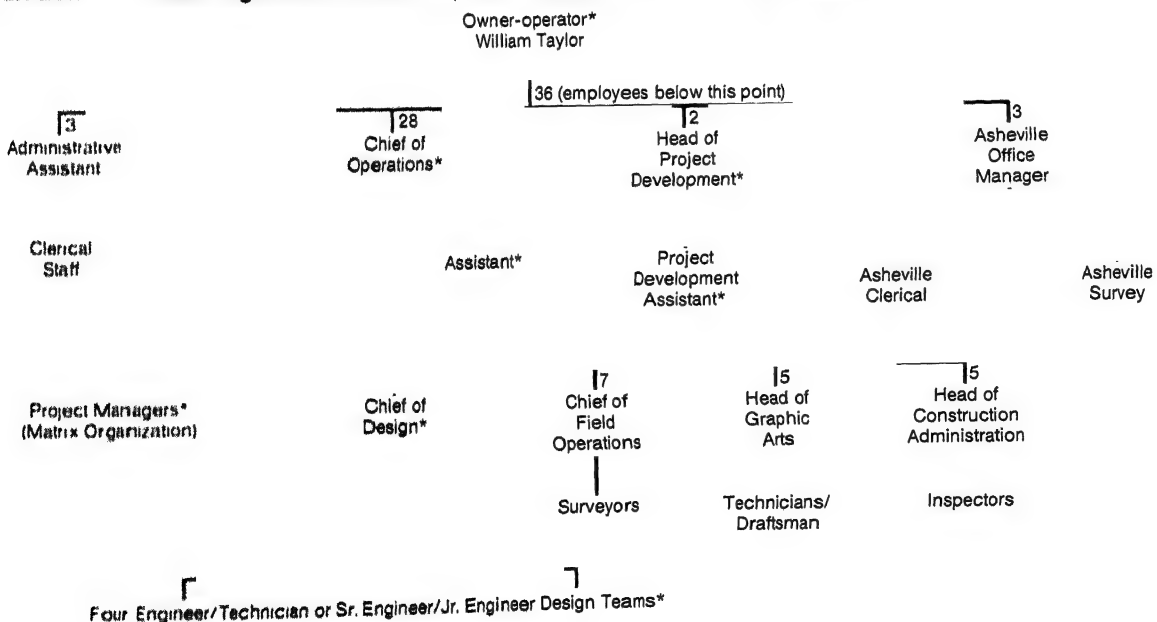 Owner-operator*
William Taylor
36 (employees below this point)
3
Administrative
Assistant
28
Chief of
Operations*
2
Head of
Project
Development*
3
Asheville
Office
Manager
Clerical
Staff
Assistant*
Project
Development
Assistant*
Asheville
Clerical
Asheville
Survey
Project Managers*
(Matrix Organization)
Chief of
Design*
7
Chief of
Field
Operations
5
Head of
Graphic
Arts
5
Head of
Construction
Administration
Surveyors
Technicians/
Draftsman
Inspectors
Four Engineer/Technician or Sr. Engineer/Jr. Engineer Design Teams*